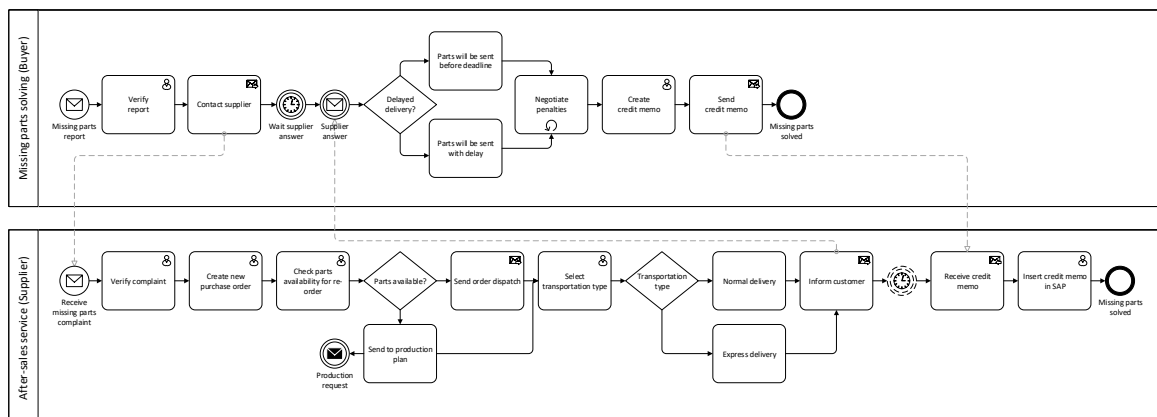 Missing parts solving (Buyer)
Missing parts
report
Verify
report
Contact supplier
Wait supplier
answer
Supplier
answer
Delayed
delivery?
Parts will be sent
before deadline
Parts will be sent
with delay
Negotiate
penalties
Create
credit memo
Send
credit memo
Missing parts
solved
After-sales service (Supplier)
Receive
missing parts
complaint
Verify complaint
Create new
purchase order
Check parts
availability for re-
order
Parts available?
Send order dispatch
Send to production
plan
Production
request
Select
transportation type
Transportation
type
Normal delivery
Express delivery
Inform customer
Receive credit
memo
Insert credit memo
in SAP
Missing parts
solved